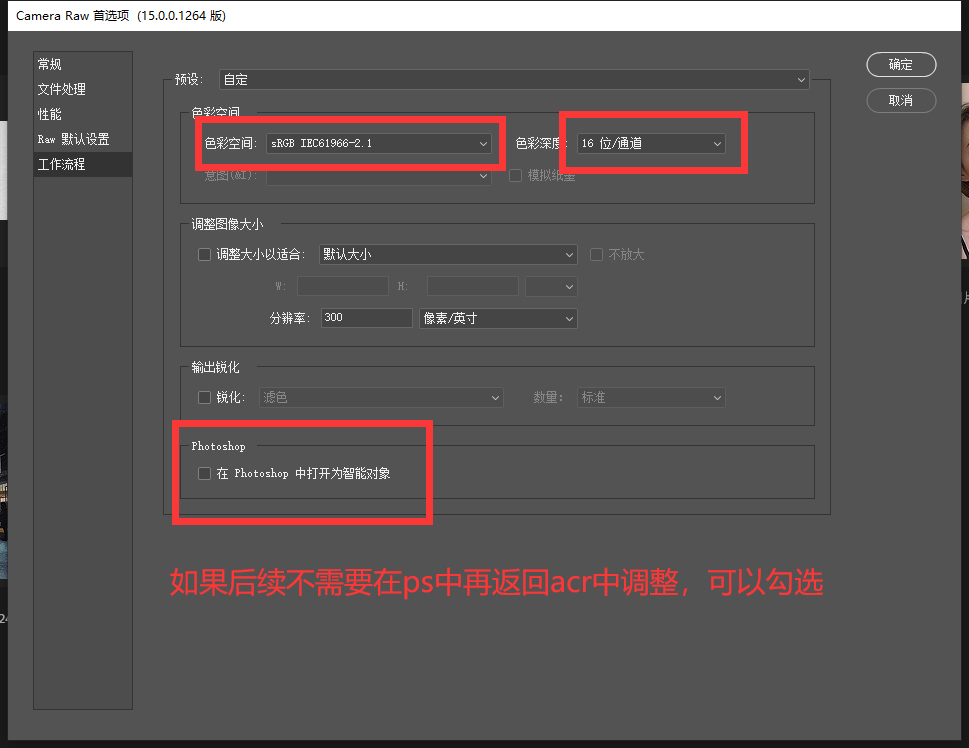 Camera Raw 首选项 (15.0.0.1264 版)
常规
文件处理
性能
Raw 默认设置
工作流程
预设: 自定
确定
取消
色彩空间
色彩空间: sRGB IEC61966-2.1 色彩深度: 16 位/通道
意图(&I): 模拟纸墨
调整图像大小
调整大小以适合: 默认大小 不放大
W: H:
分辨率: 300 像素/英寸
输出锐化
锐化: 滤色 数量: 标准
Photoshop
在 Photoshop 中打开为智能对象
如果后续不需要在ps中再返回acr中调整，可以勾选